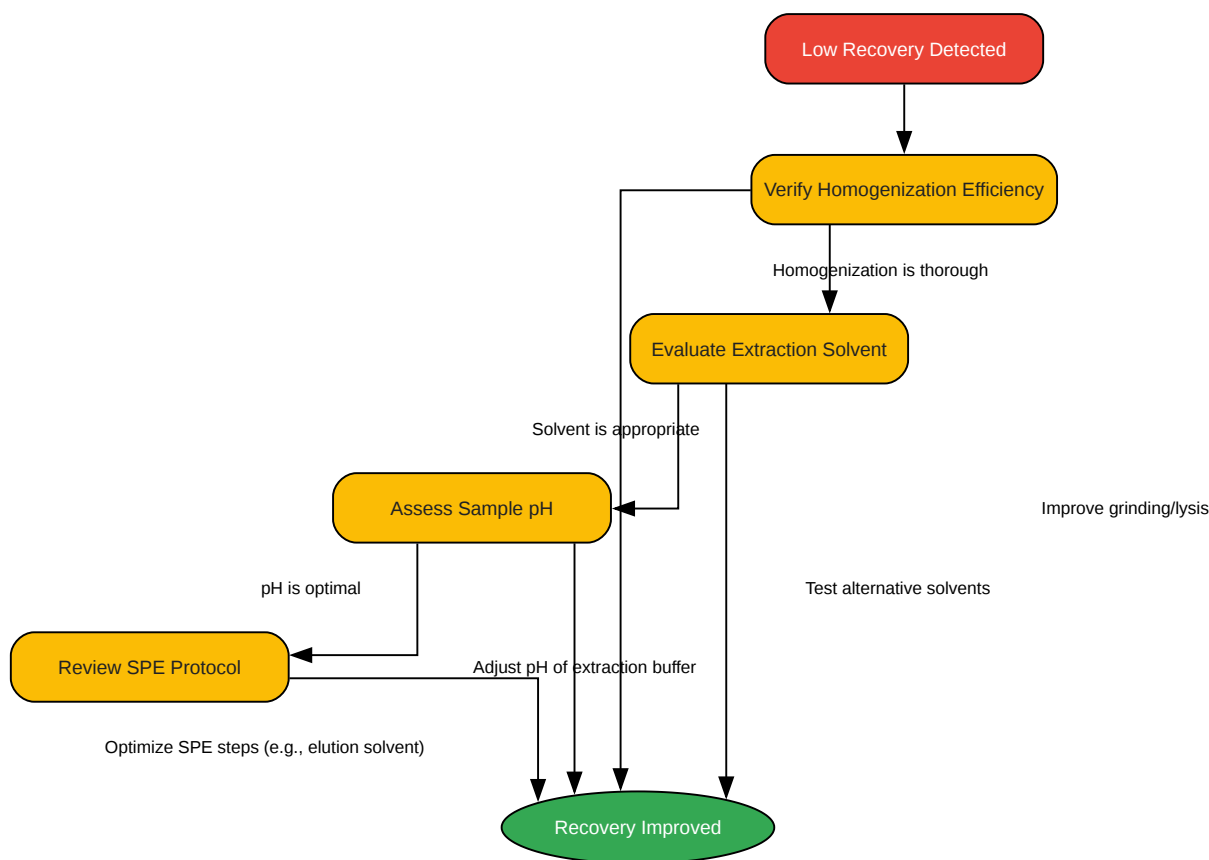 Low Recovery Detected
Verify Homogenization Efficiency
Homogenization is thorough
Evaluate Extraction Solvent
Solvent is appropriate
Assess Sample pH
Improve grinding/lysis
pH is optimal
Test alternative solvents
Review SPE Protocol
Adjust pH of extraction buffer
Optimize SPE steps (e.g., elution solvent)
Recovery Improved